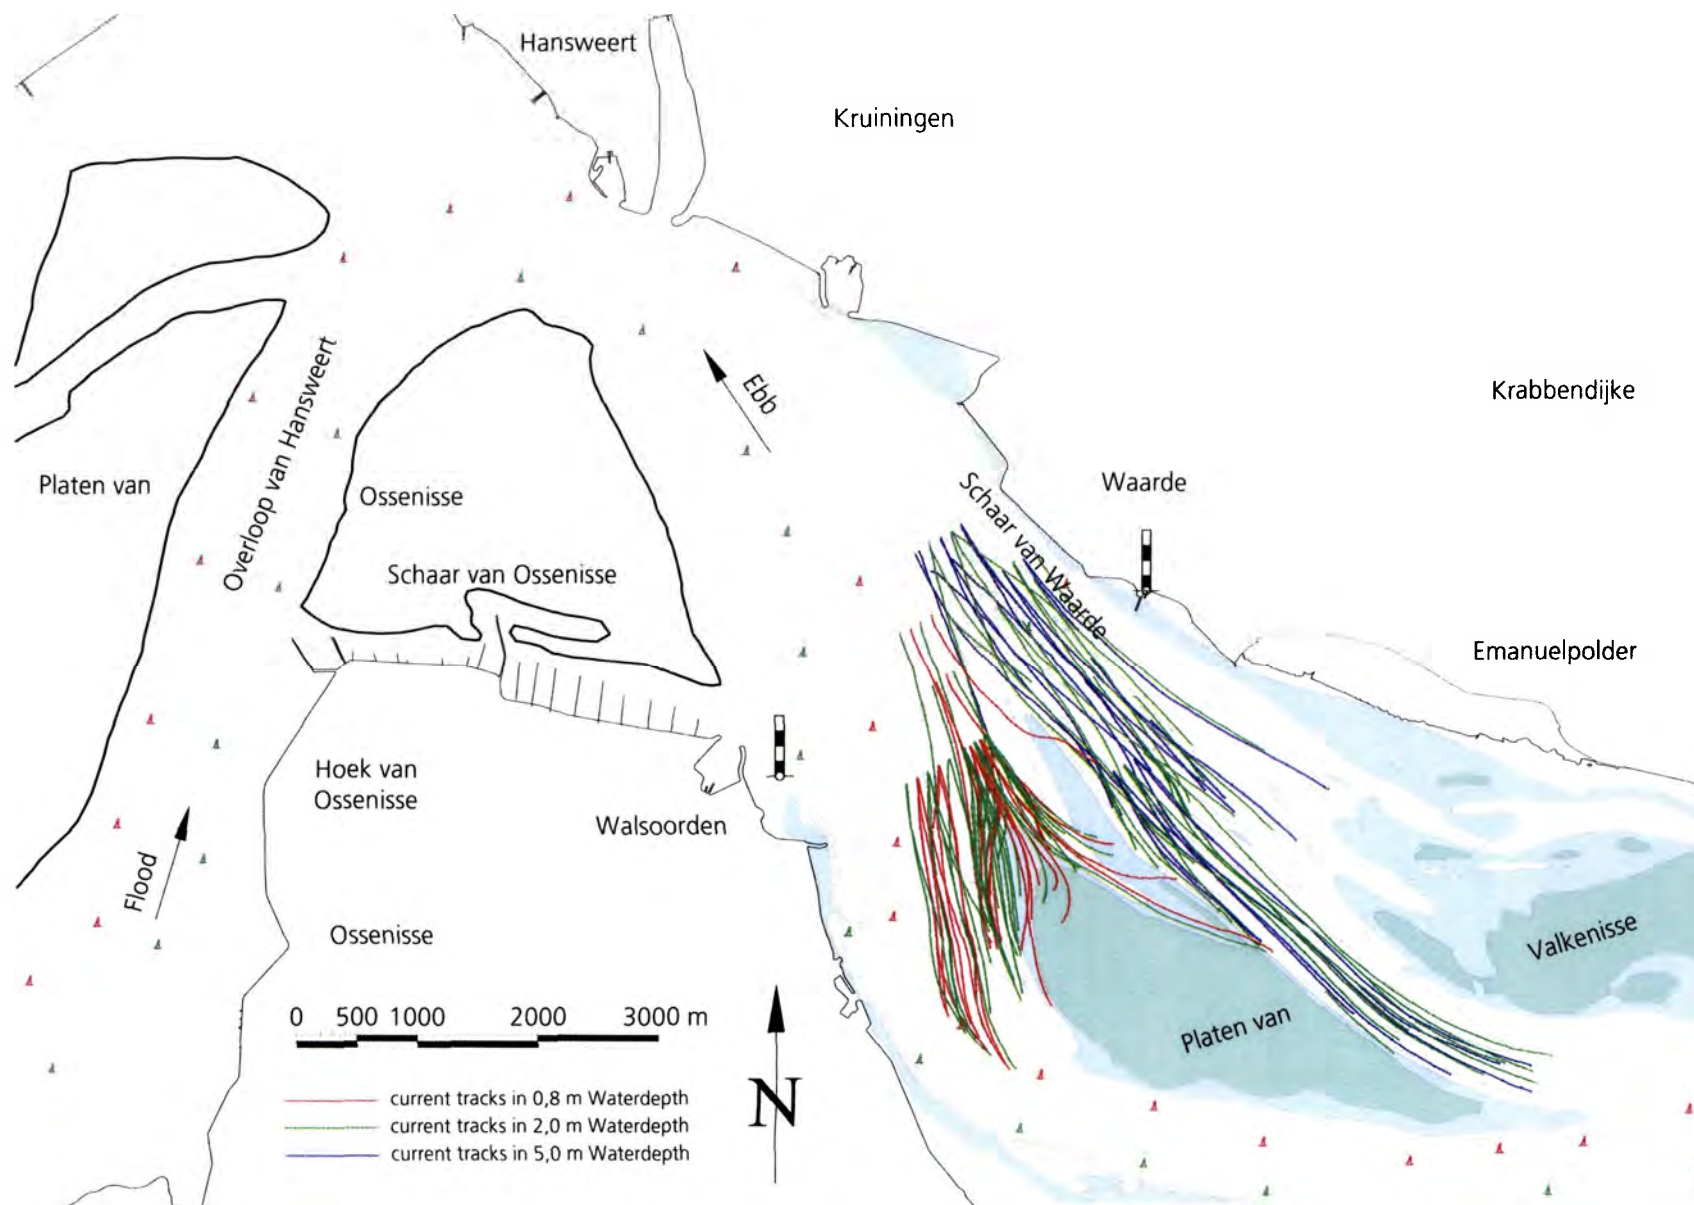 Hansweert
Kruiningen
Krabbendijke
Ebb
Overloop van Hansweert
Platen van
Ossenisse
Schaar van Waarde
Waarde
Schaar van Ossenisse
Emanuelpolder
Hoek van
Ossenisse
Walsoorden
Flood
Ossenisse
Valkenisse
Platen van
0 500 1000 2000 3000 m
N
current tracks in 0,8 m Waterdepth
current tracks in 2,0 m Waterdepth
current tracks in 5,0 m Waterdepth